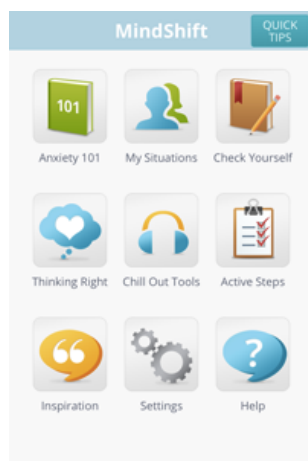 MindShift
QUICK
TIPS
101
Anxiety 101
My Situations
Check Yourself
Thinking Right
Chill Out Tools
Active Steps
Inspiration
Settings
?
Help